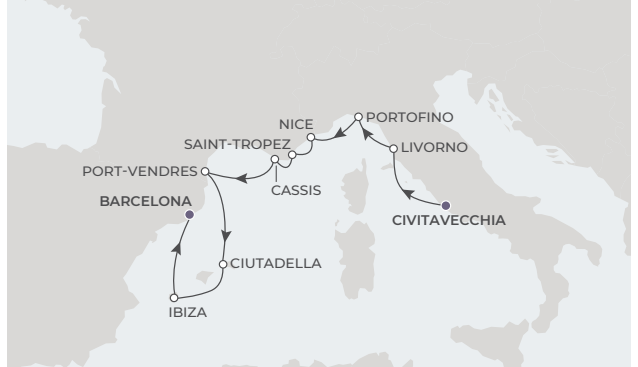 NICE
PORTOFINO
SAINT-TROPEZ
LIVORNO
PORT-VENDRES
CASSIS
BARCELONA
CIVITAVECCHIA
CIUTADELLA
IBIZA